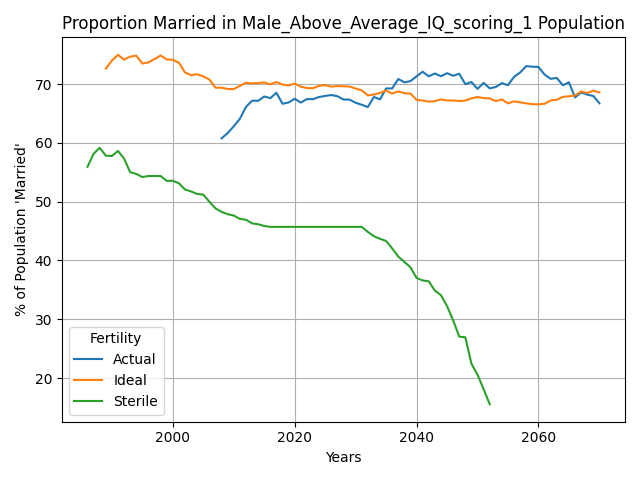 Proportion Married in Male_Above_Average_IQ_scoring_1 Population
% of Population 'Married'
70
60
50
40
30
20
Fertility
Actual
Ideal
Sterile
2000
2020
2040
2060
Years